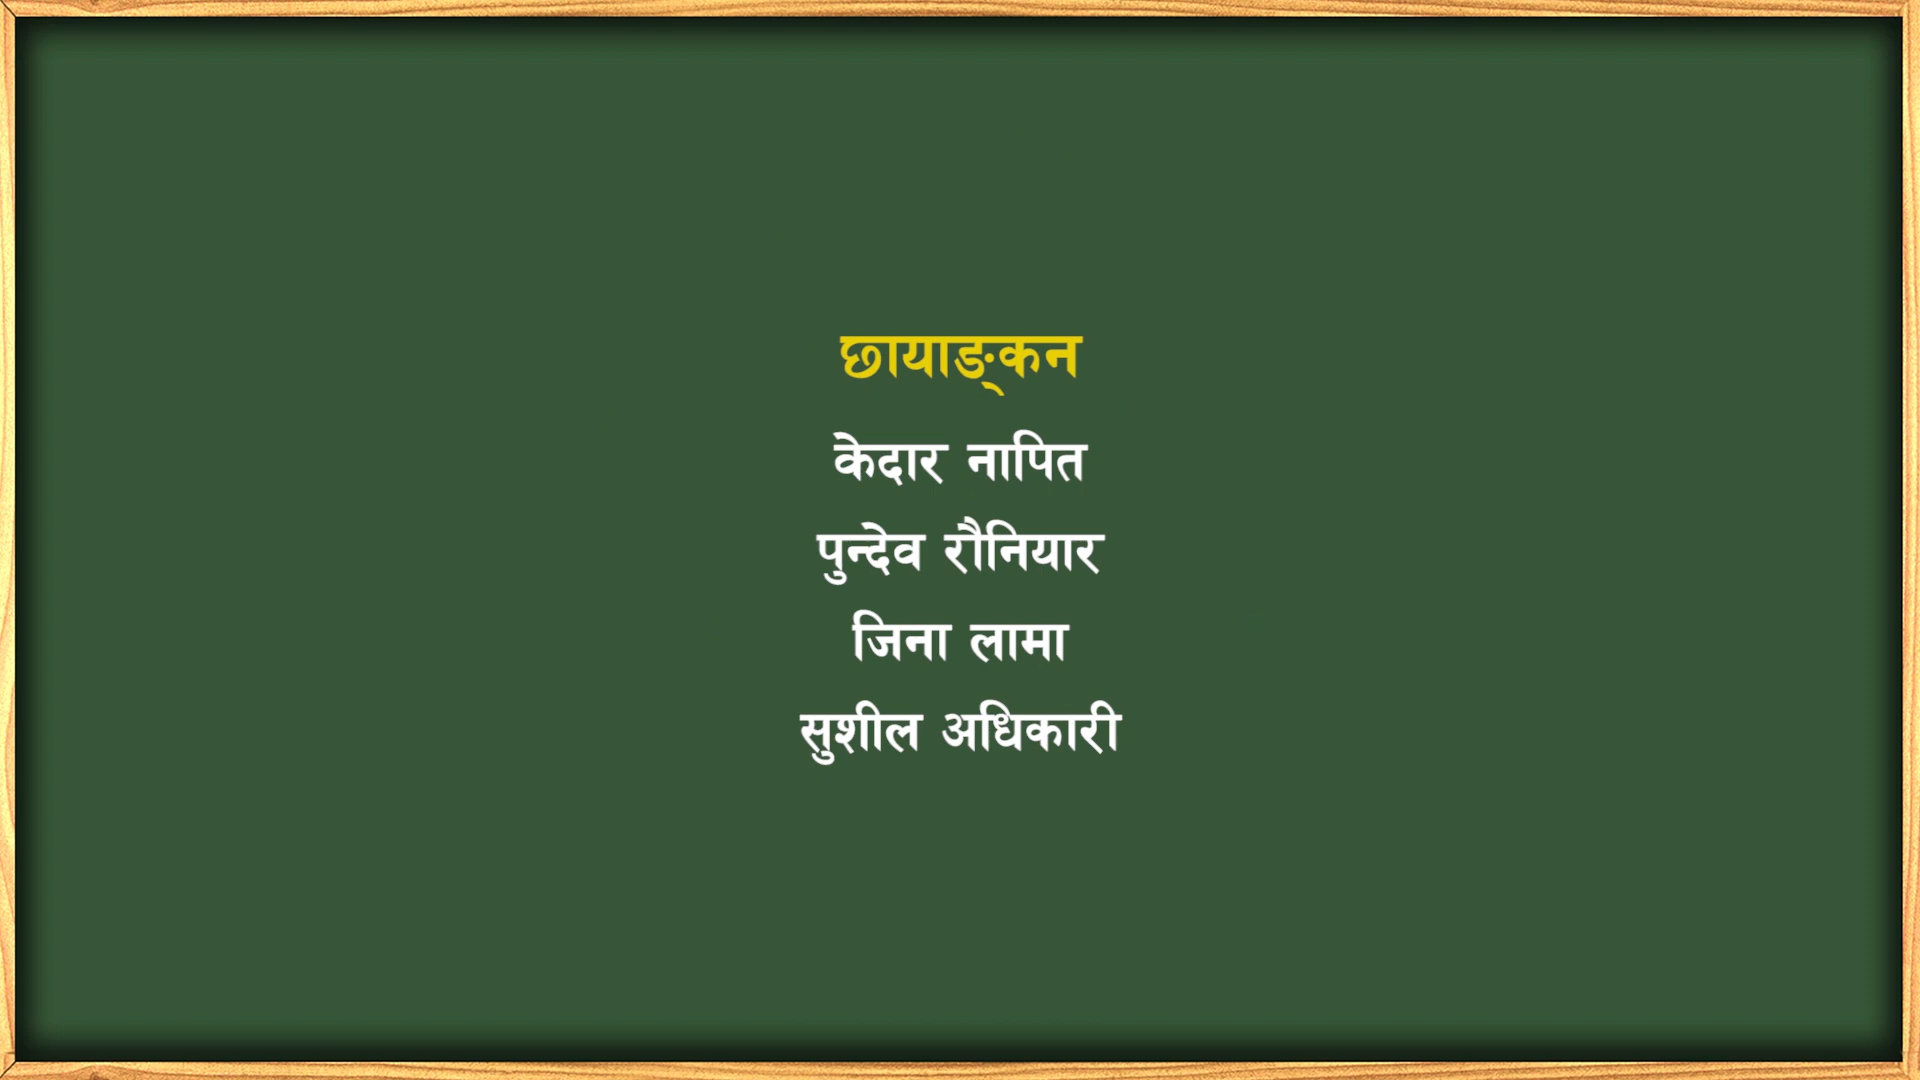 छायाङ्कन
केदार नापित
पुन्देव रौनियार
जिना लामा
सुशील अधिकारी